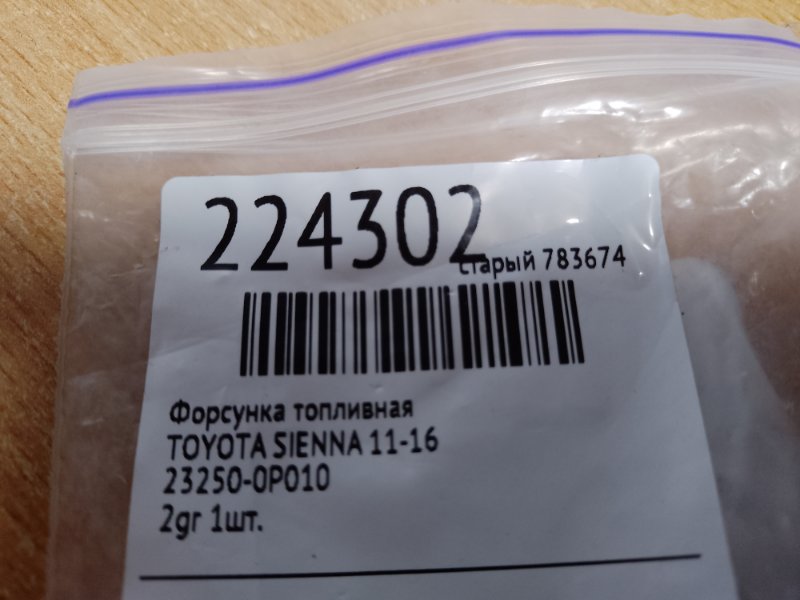 224302
старый 783674
Форсунка топливная
TOYOTA SIENNA 11-16
23250-0P010
2gr 1шт.